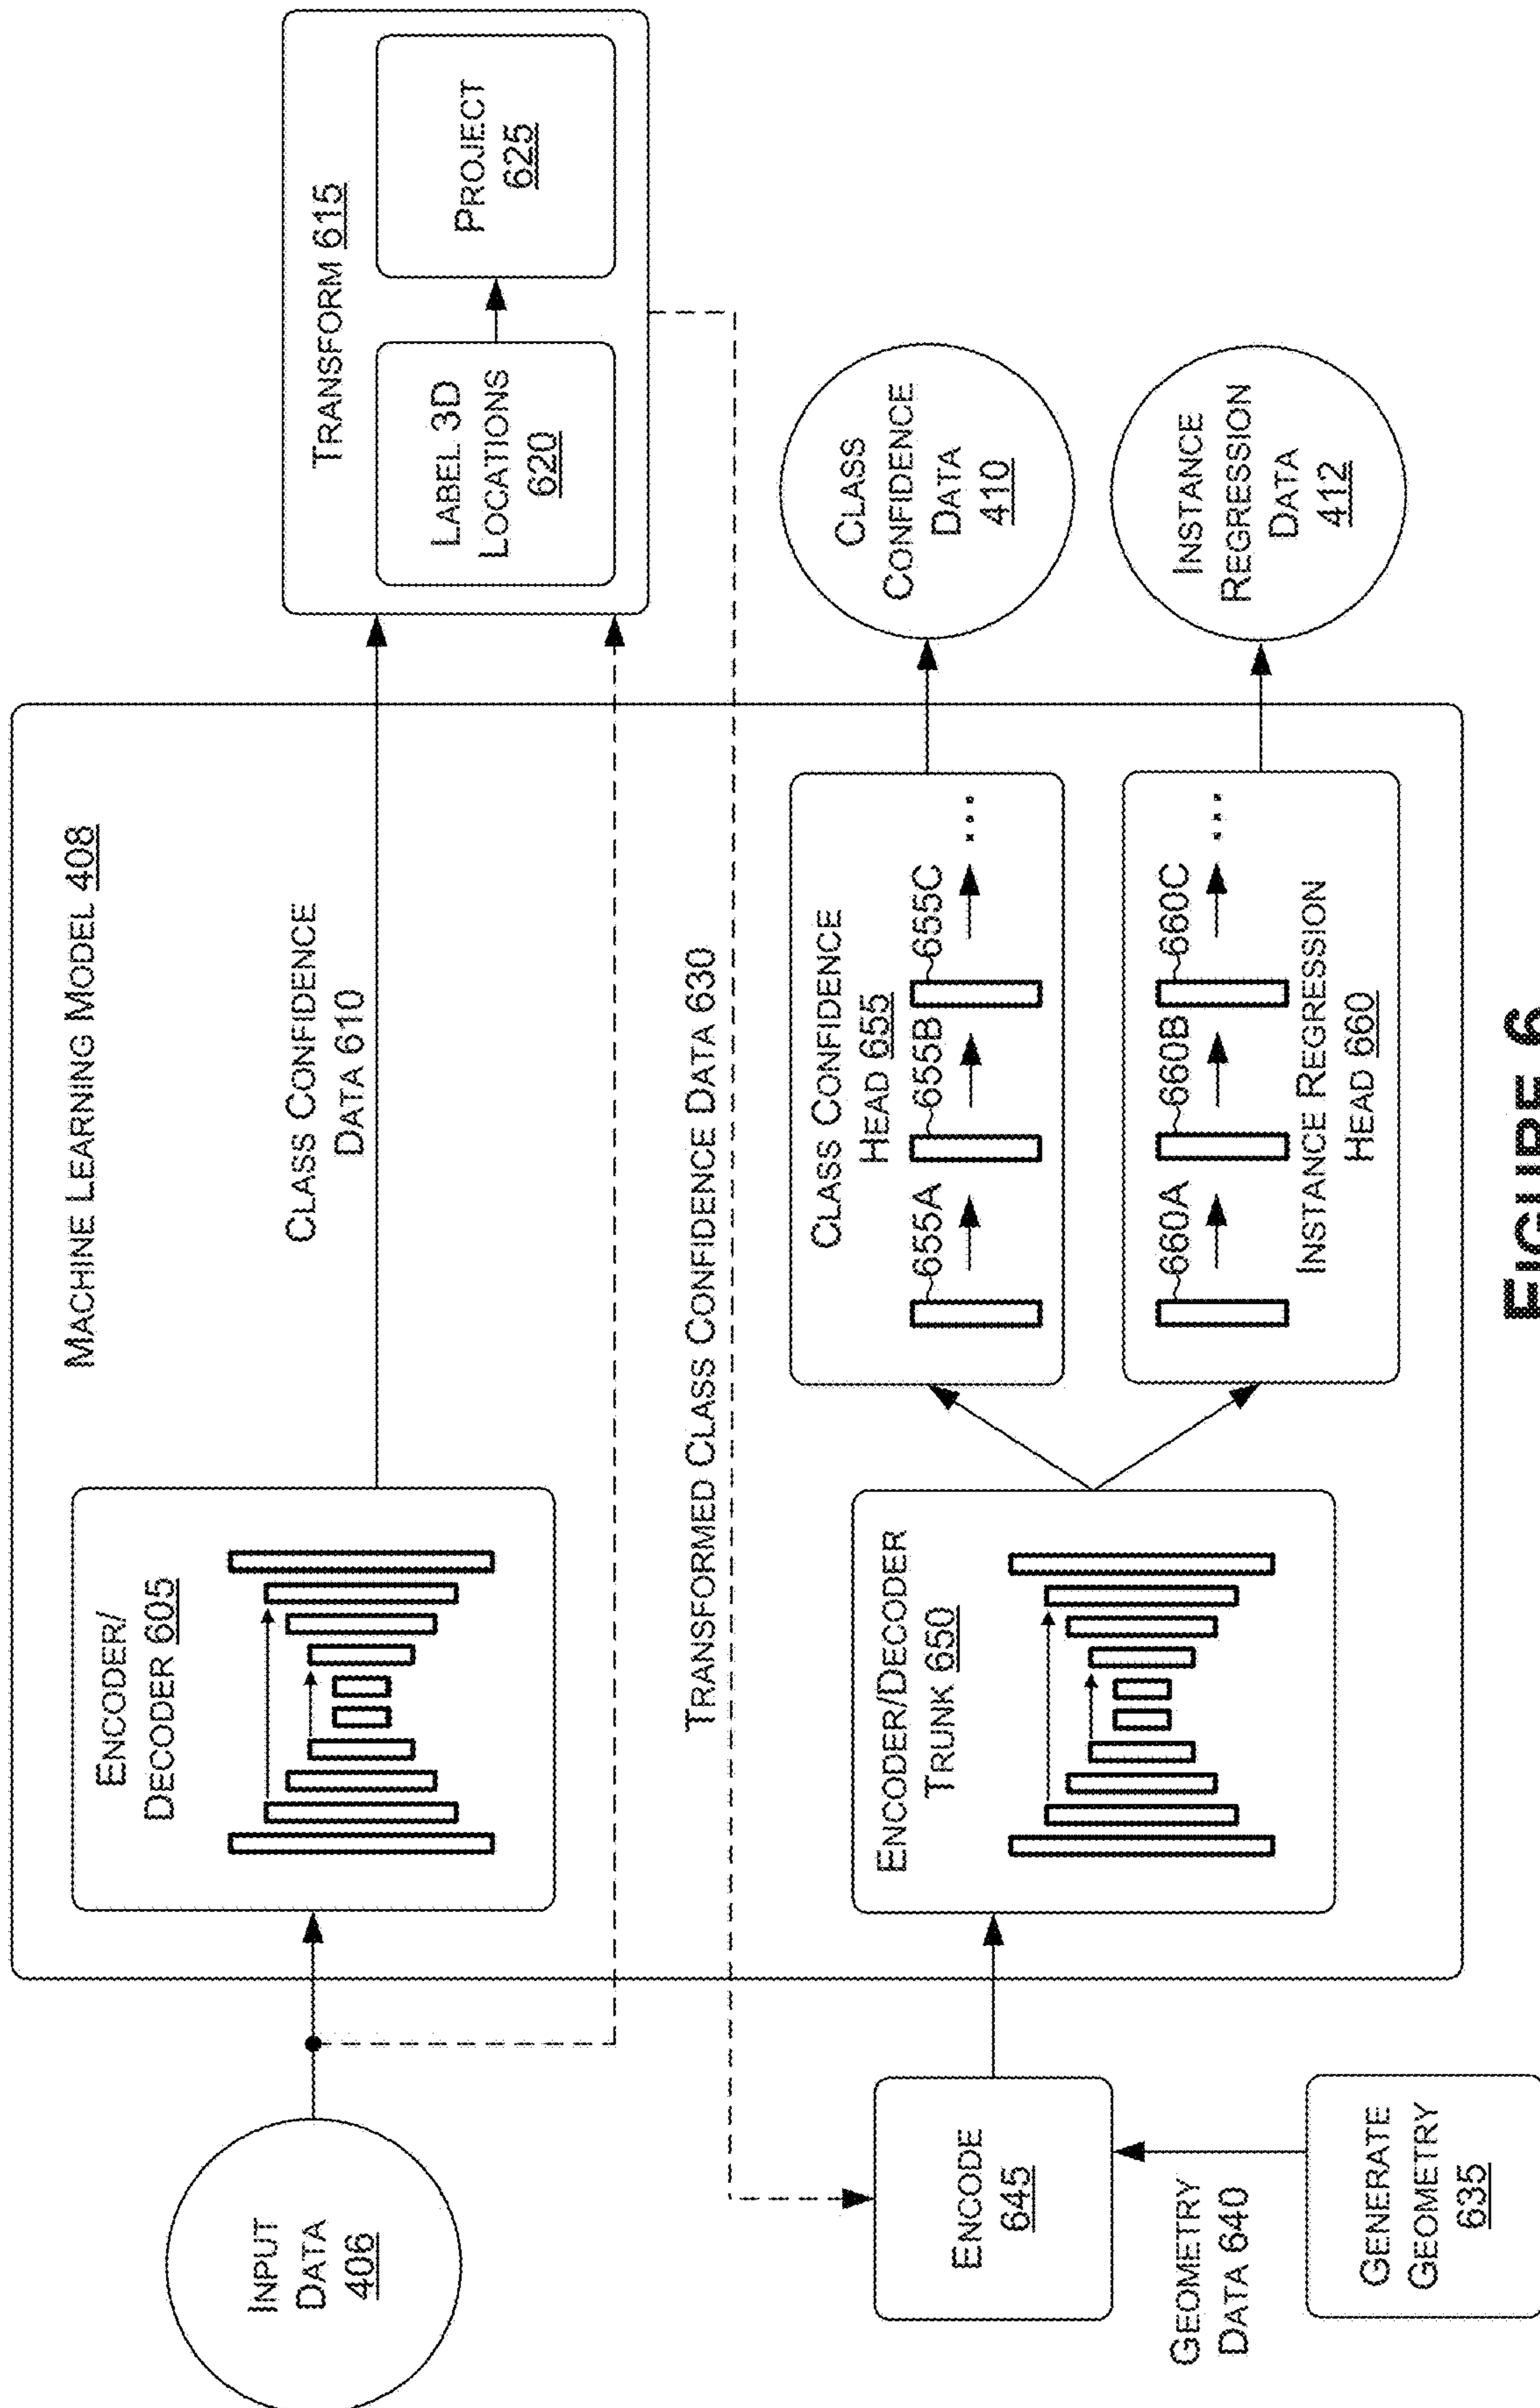 INPUT
DATA
406
MACHINE LEARNING MODEL 408
ENCODER/
DECODER 605
CLASS CONFIDENCE
DATA 610
TRANSFORM 615
LABEL 3D
LOCATIONS
620
PROJECT
625
TRANSFORMED CLASS CONFIDENCE DATA 630
ENCODE
645
GEOMETRY
DATA 640
GENERATE
GEOMETRY
635
ENCODER/DECODER
TRUNK 650
CLASS CONFIDENCE
HEAD 655
655A
655B
655C
...
660A
660B
660C
...
INSTANCE REGRESSION
HEAD 660
CLASS
CONFIDENCE
DATA
410
INSTANCE
REGRESSION
DATA
412
FIGURE 6